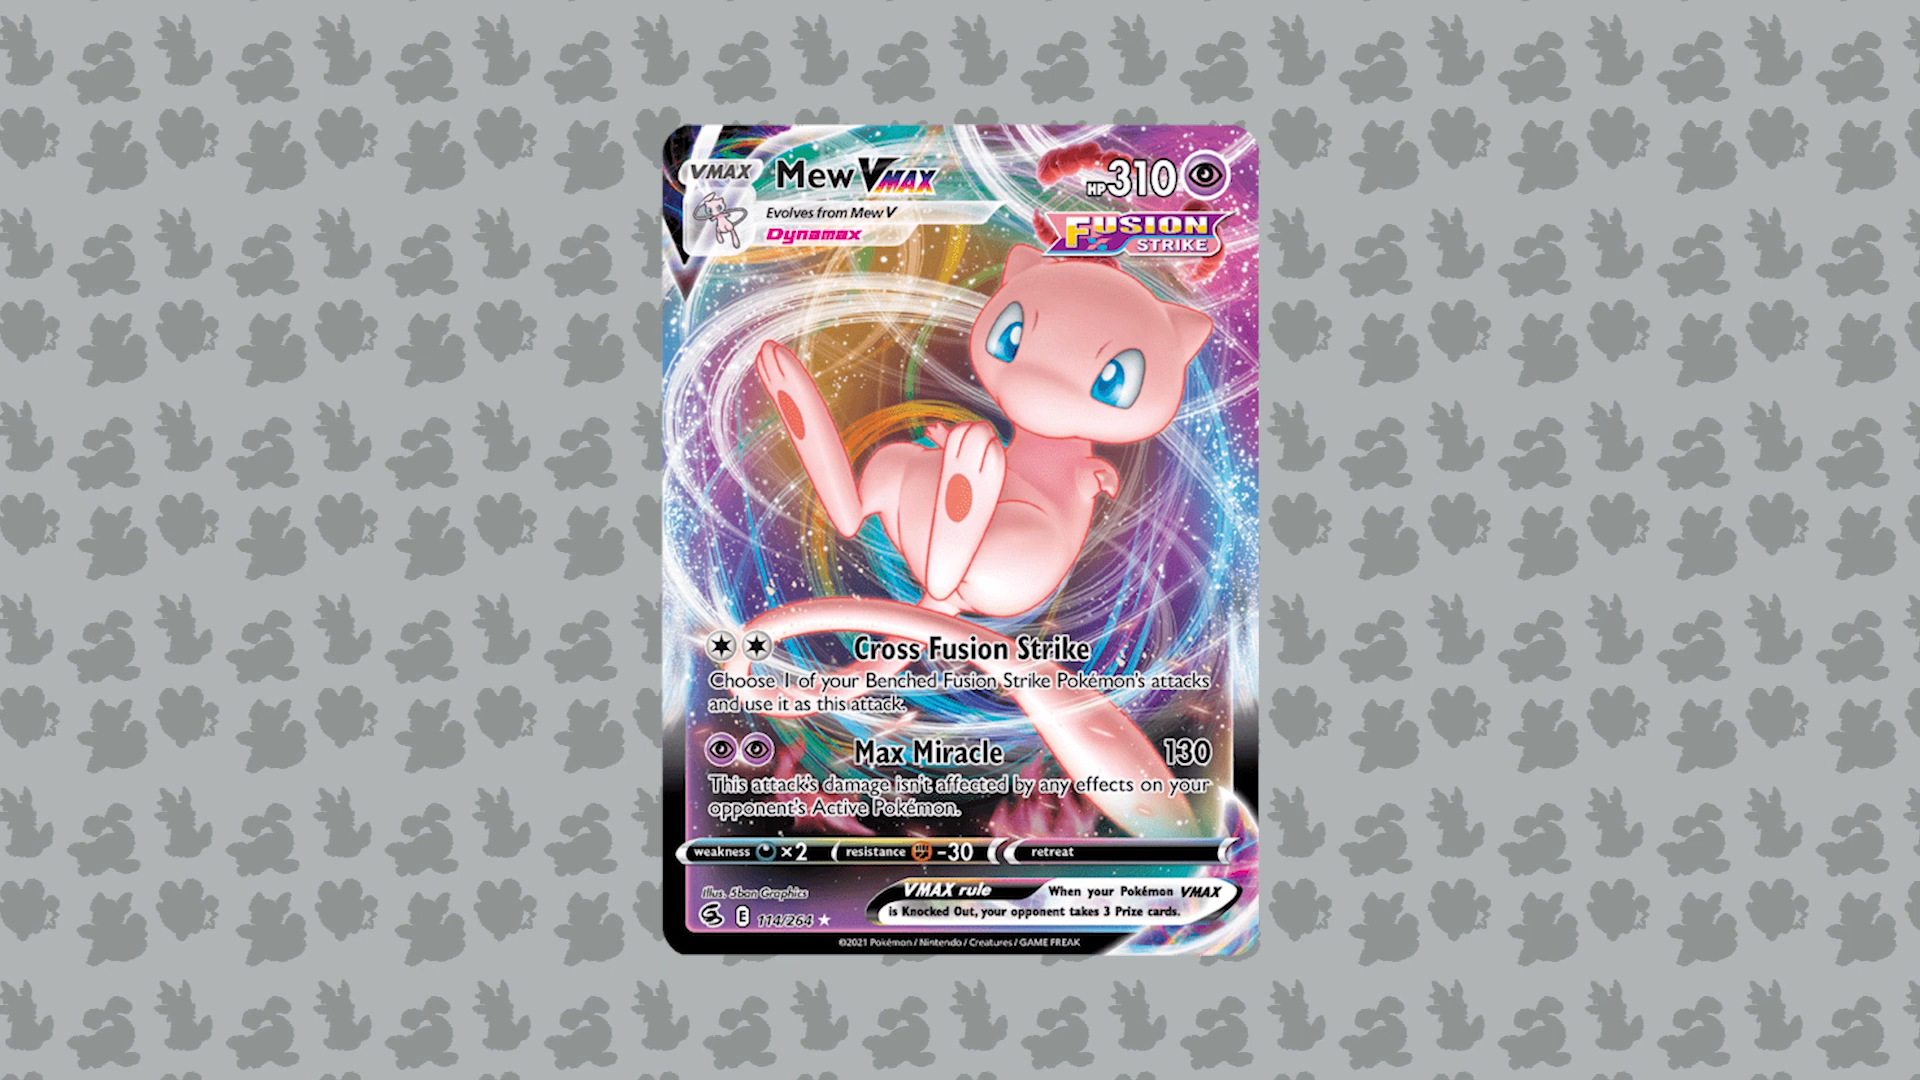 VMAX
Mew VMAX
HP 310
Evolves from Mew V
Dynamax
FUSION
STRIKE
Cross Fusion Strike
Choose 1 of your Benched Fusion Strike Pokémon's attacks
and use it as this attack.
Max Miracle 130
This attack's damage isn't affected by any effects on your
opponent's Active Pokémon.
weakness ×2 resistance -30 retreat
Illus. 5ban Graphics
VMAX rule When your Pokémon VMAX
is Knocked Out, your opponent takes 3 Prize cards.
E 114/264
©2021 Pokémon / Nintendo / Creatures / GAME FREAK